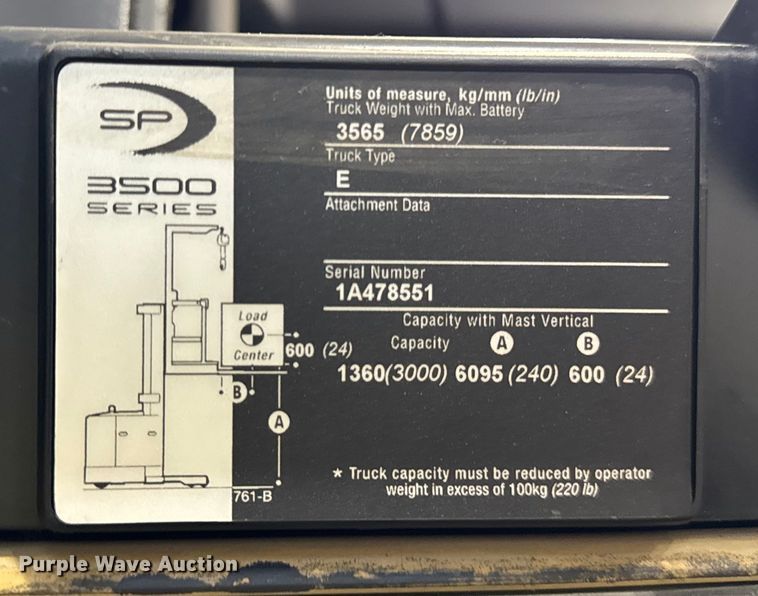 SP
3500
SERIES
Units of measure, kg/mm (lb/in)
Truck Weight with Max. Battery
3565 (7859)
Truck Type
E
Attachment Data
Serial Number
1A478551
Capacity with Mast Vertical
Capacity A B
1360(3000) 6095 (240) 600 (24)
Load
Center
600 (24)
B
A
761-B
* Truck capacity must be reduced by operator
weight in excess of 100kg (220 lb)
Purple Wave Auction